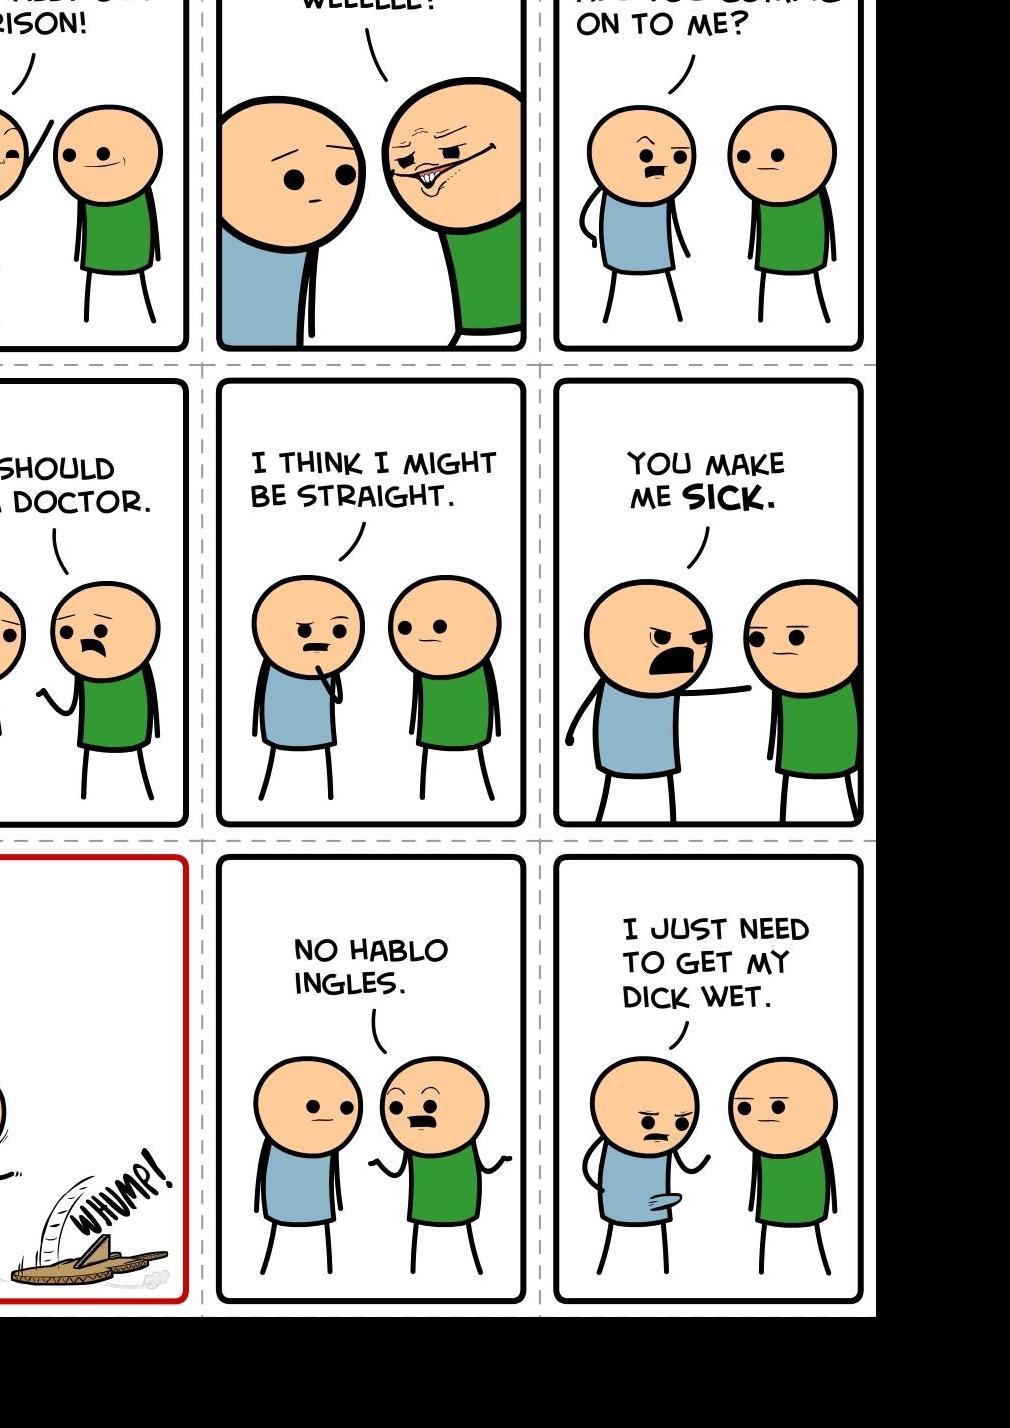 RISON!
ON TO ME?
SHOULD
DOCTOR.
I THINK I MIGHT
BE STRAIGHT.
YOU MAKE
ME SICK.
WHUMP!
NO HABLO
INGLES.
I JUST NEED
TO GET MY
DICK WET.